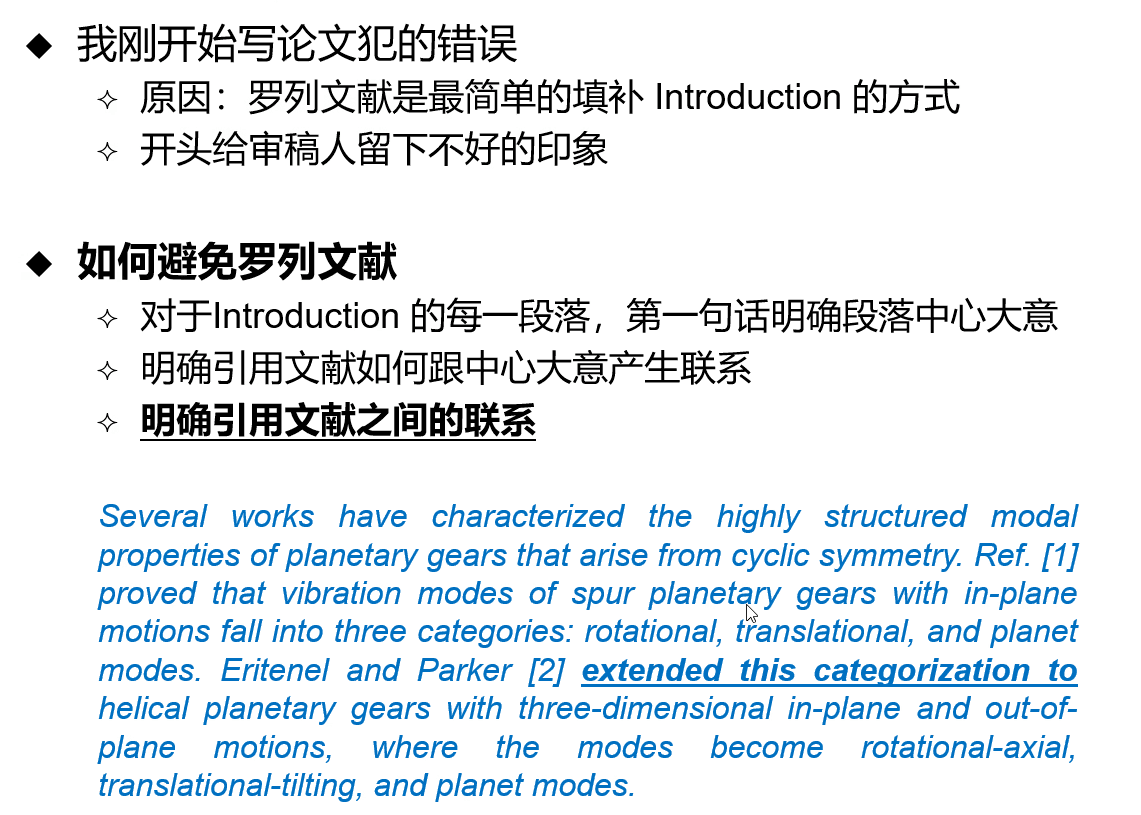 ◆ 我刚开始写论文犯的错误
✧ 原因：罗列文献是最简单的填补 Introduction 的方式
✧ 开头给审稿人留下不好的印象
◆ 如何避免罗列文献
✧ 对于Introduction 的每一段落，第一句话明确段落中心大意
✧ 明确引用文献如何跟中心大意产生联系
✧ 明确引用文献之间的联系
Several works have characterized the highly structured modal
properties of planetary gears that arise from cyclic symmetry. Ref. [1]
proved that vibration modes of spur planetary gears with in-plane
motions fall into three categories: rotational, translational, and planet
modes. Eritenel and Parker [2] extended this categorization to
helical planetary gears with three-dimensional in-plane and out-of-
plane motions, where the modes become rotational-axial,
translational-tilting, and planet modes.